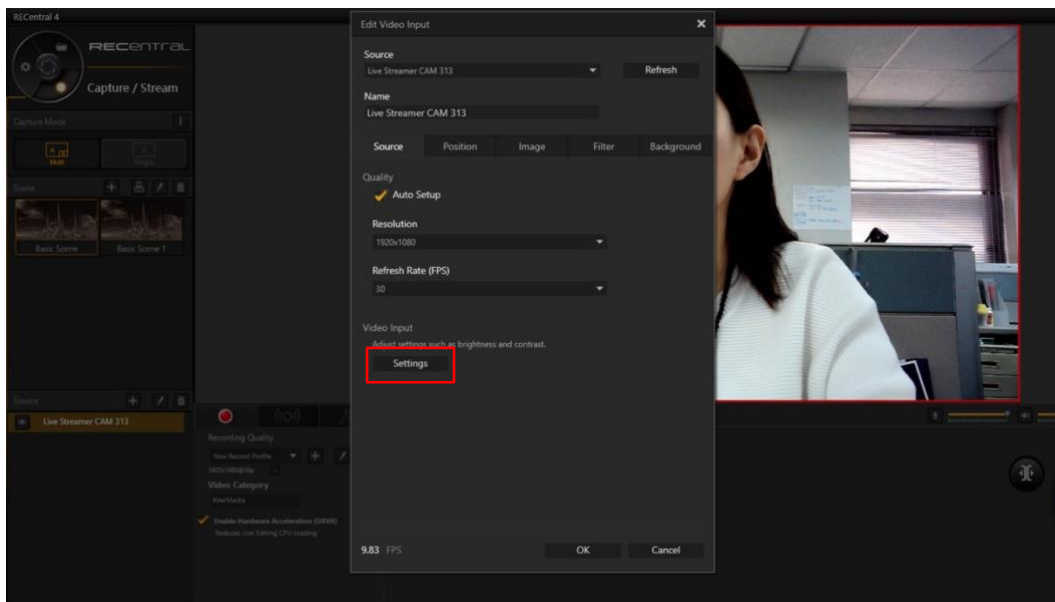 RECentral 4
RECentral
Capture / Stream
Capture Mode
i
Multi
Single
Scene
Basic Scene
Basic Scene 1
Source
Live Streamer CAM 313
Recording Quality
New Record Profile
1920x1080@30p
Video Category
AVerMedia
Enable Hardware Acceleration (DXVA)
Reduces Live Editing CPU loading
Edit Video Input
Source
Live Streamer CAM 313
Refresh
Name
Live Streamer CAM 313
Source Position Image Filter Background
Quality
Auto Setup
Resolution
1920x1080
Refresh Rate (FPS)
30
Video Input
Adjust settings such as brightness and contrast.
Settings
9.83 FPS
OK
Cancel